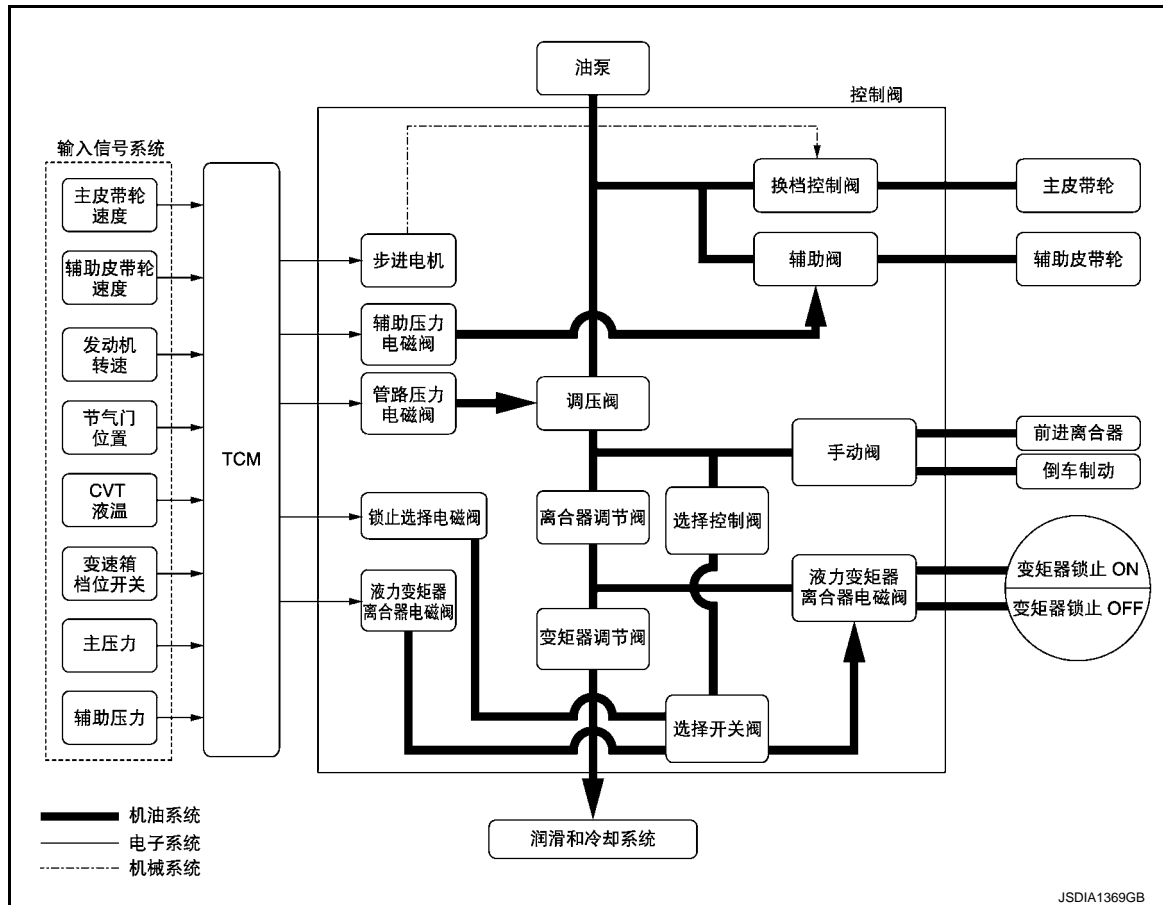 油泵
控制阀
输入信号系统
主皮带轮
速度
辅助皮带轮
速度
发动机
转速
节气门
位置
CVT
液温
变速箱
档位开关
主压力
辅助压力
TCM
步进电机
辅助压力
电磁阀
管路压力
电磁阀
锁止选择电磁阀
液力变矩器
离合器电磁阀
换档控制阀
辅助阀
调压阀
手动阀
离合器调节阀
选择控制阀
液力变矩器
离合器电磁阀
变矩器调节阀
选择开关阀
主皮带轮
辅助皮带轮
前进离合器
倒车制动
变矩器锁止 ON
变矩器锁止 OFF
润滑和冷却系统
机油系统
电子系统
机械系统
JSDIA1369GB